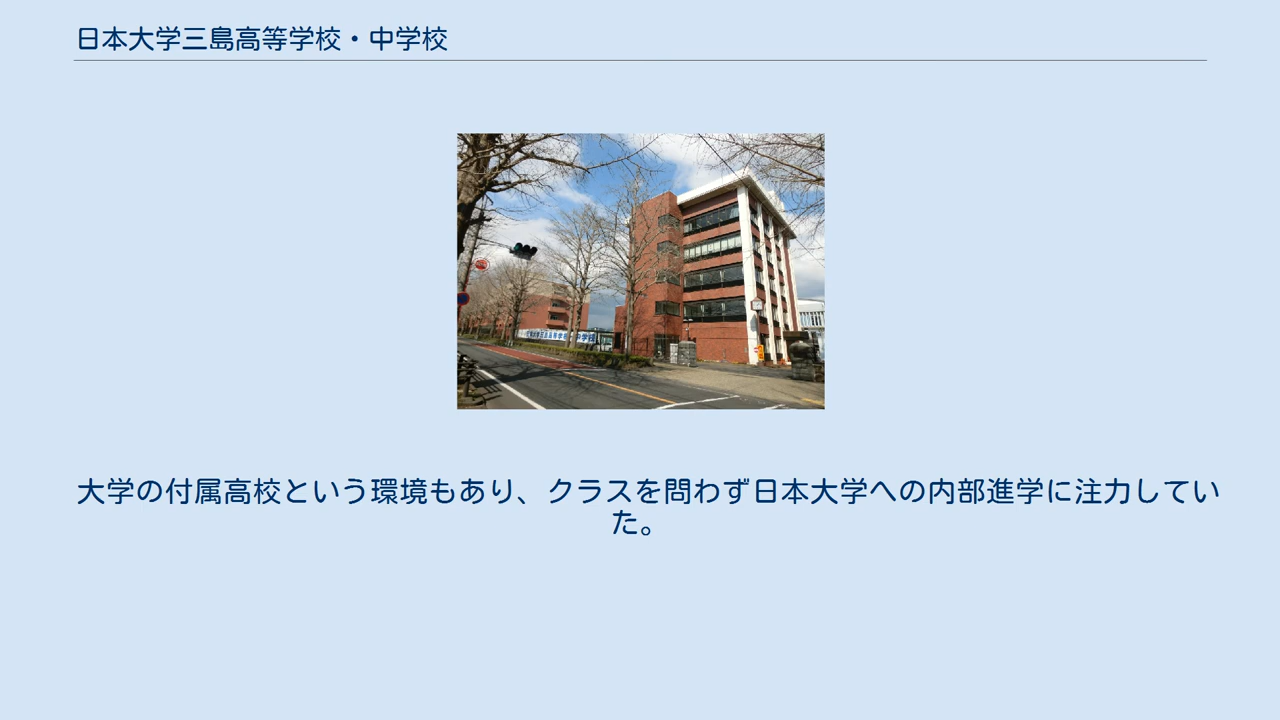 日本大学三島高等学校・中学校
大学の付属高校という環境もあり、クラスを問わず日本大学への内部進学に注力してい
た。